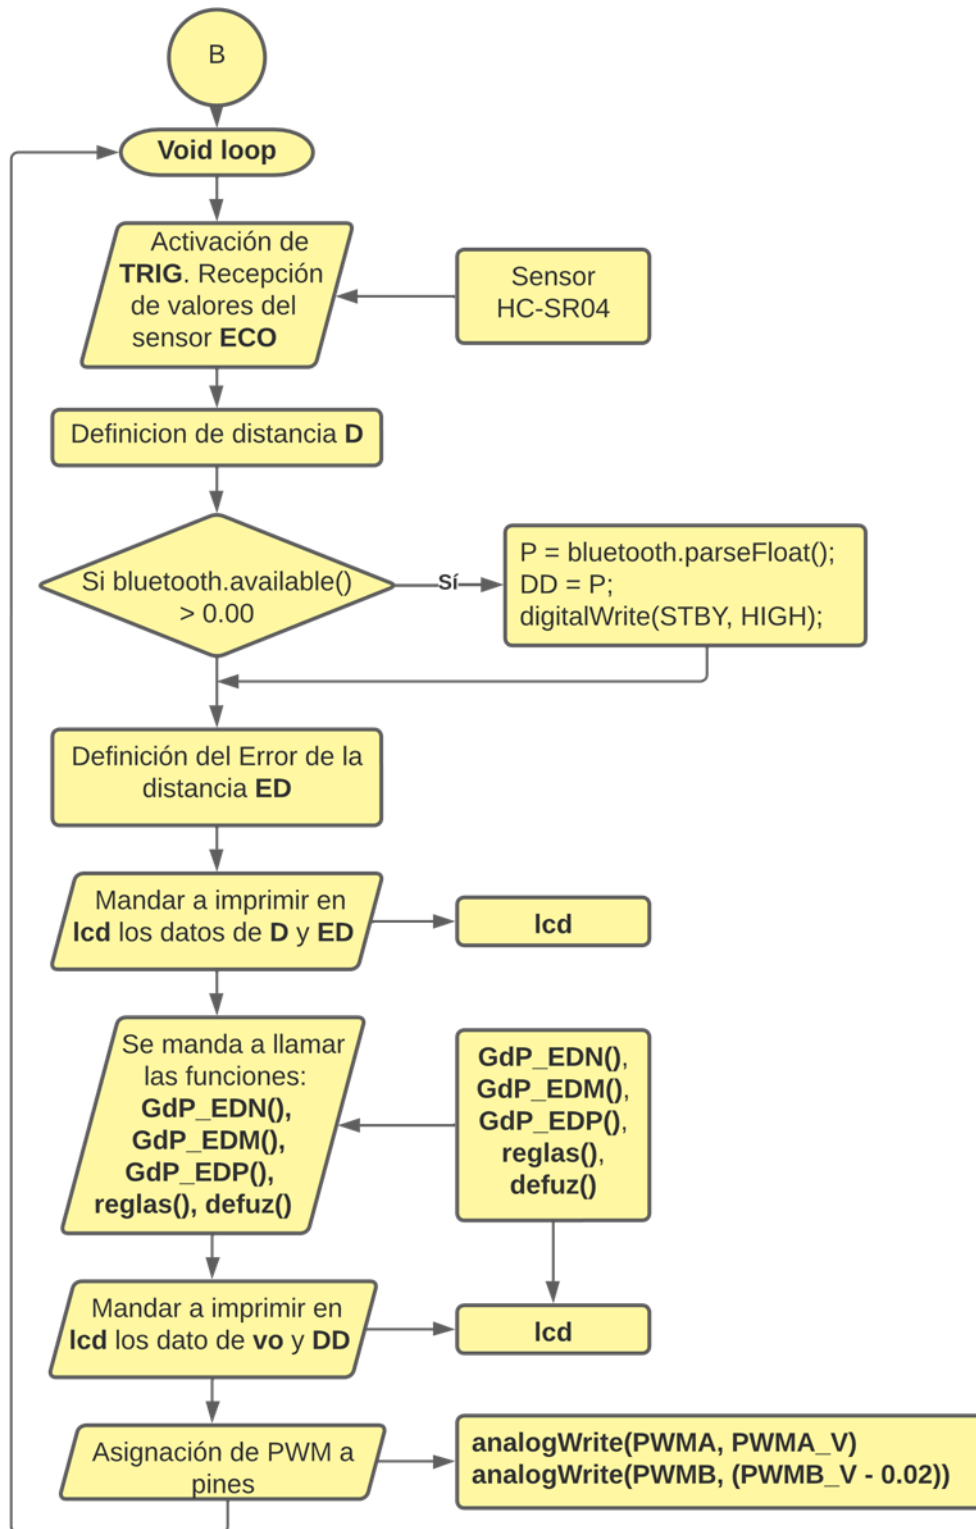 B
Void loop
Activación de
TRIG. Recepción
de valores del
sensor ECO
Sensor
HC-SR04
Definicion de distancia D
Si bluetooth.available()
> 0.00
Sí
P = bluetooth.parseFloat();
DD = P;
digitalWrite(STBY, HIGH);
Definición del Error de la
distancia ED
Mandar a imprimir en
lcd los datos de D y ED
lcd
Se manda a llamar
las funciones:
GdP_EDN(),
GdP_EDM(),
GdP_EDP(),
reglas(), defuz()
GdP_EDN(),
GdP_EDM(),
GdP_EDP(),
reglas(),
defuz()
Mandar a imprimir en
lcd los dato de vo y DD
lcd
Asignación de PWM a
pines
analogWrite(PWMA, PWMA_V)
analogWrite(PWMB, (PWMB_V - 0.02))